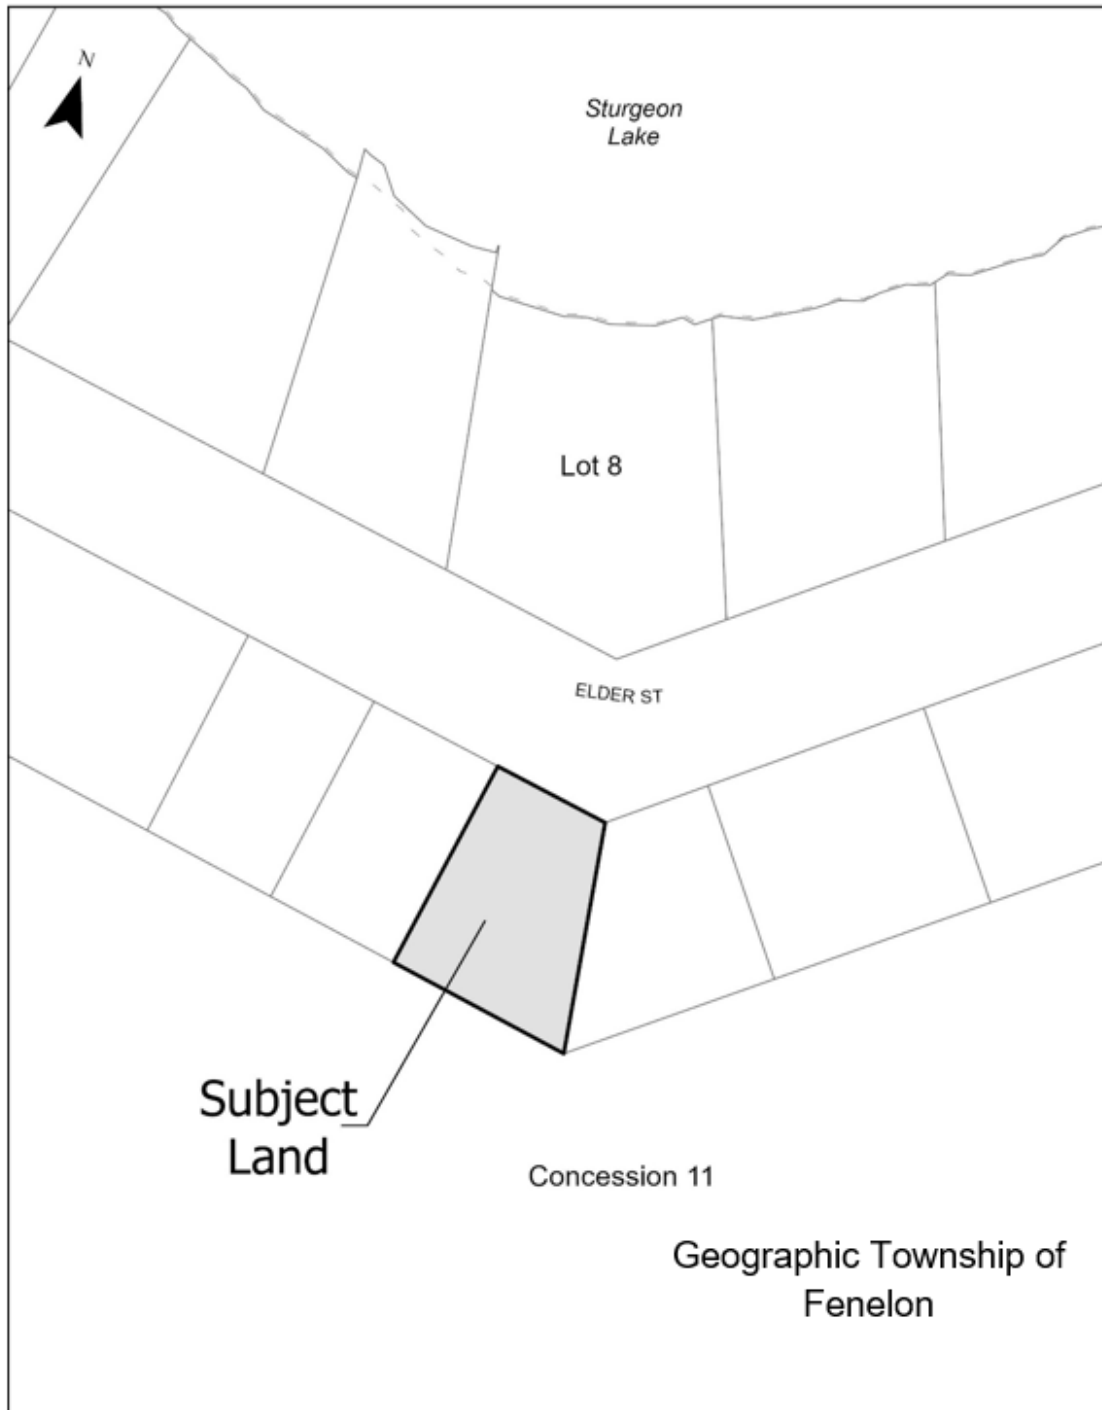 N
Sturgeon
Lake
Lot 8
ELDER ST
Subject
Land
Concession 11
Geographic Township of
Fenelon